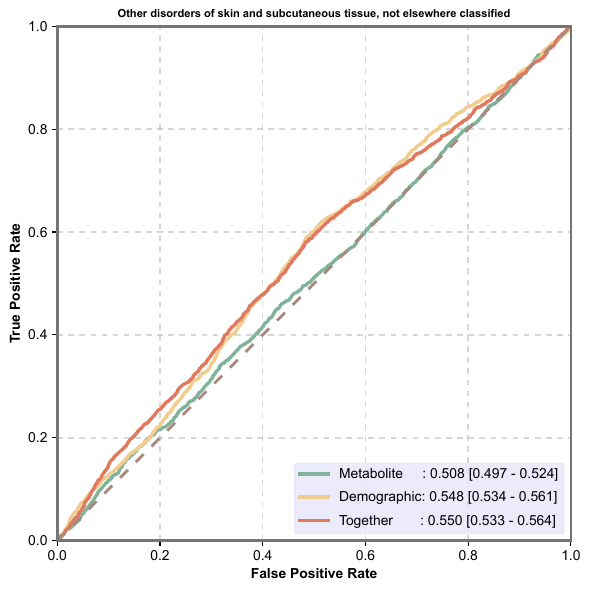 Other disorders of skin and subcutaneous tissue, not elsewhere classified
True Positive Rate
1.0
0.8
0.6
0.4
0.2
0.0
Metabolite : 0.508 [0.497 - 0.524]
Demographic: 0.548 [0.534 - 0.561]
Together : 0.550 [0.533 - 0.564]
0.0 0.2 0.4 0.6 0.8 1.0
False Positive Rate